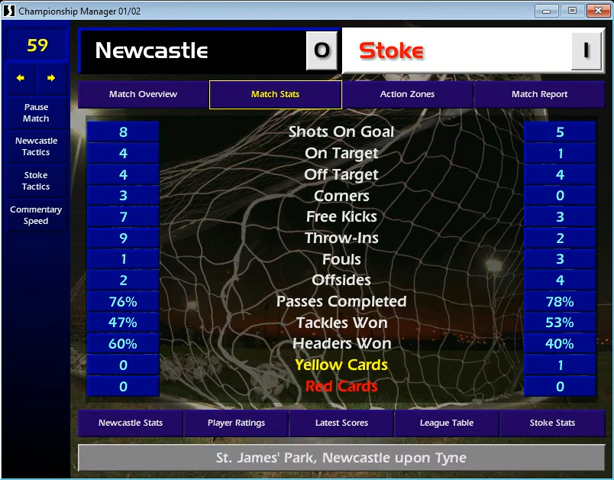 Championship Manager 01/02
59
Newcastle 0 Stoke 1
Match Overview Match Stats Action Zones Match Report
Pause
Match
Newcastle
Tactics
Stoke
Tactics
Commentary
Speed
8 Shots On Goal 5
4 On Target 1
4 Off Target 4
3 Corners 0
7 Free Kicks 3
9 Throw-Ins 2
1 Fouls 3
2 Offsides 4
76% Passes Completed 78%
47% Tackles Won 53%
60% Headers Won 40%
0 Yellow Cards 1
0 Red Cards 0
Newcastle Stats Player Ratings Latest Scores League Table Stoke Stats
St. James' Park, Newcastle upon Tyne